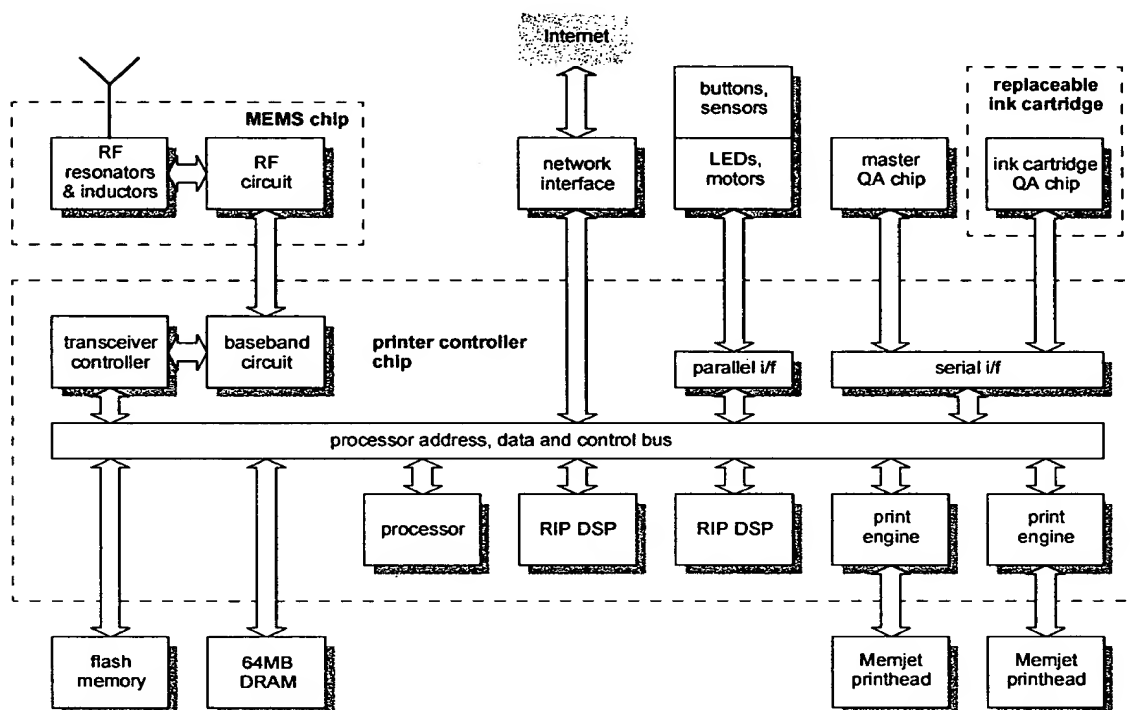 Internet
buttons,
sensors
replaceable
ink cartridge
MEMS chip
RF
resonators
& inductors
RF
circuit
network
interface
LEDs,
motors
master
QA chip
ink cartridge
QA chip
transceiver
controller
baseband
circuit
printer controller
chip
parallel i/f
serial i/f
processor address, data and control bus
processor
RIP DSP
RIP DSP
print
engine
print
engine
flash
memory
64MB
DRAM
Memjet
printhead
Memjet
printhead